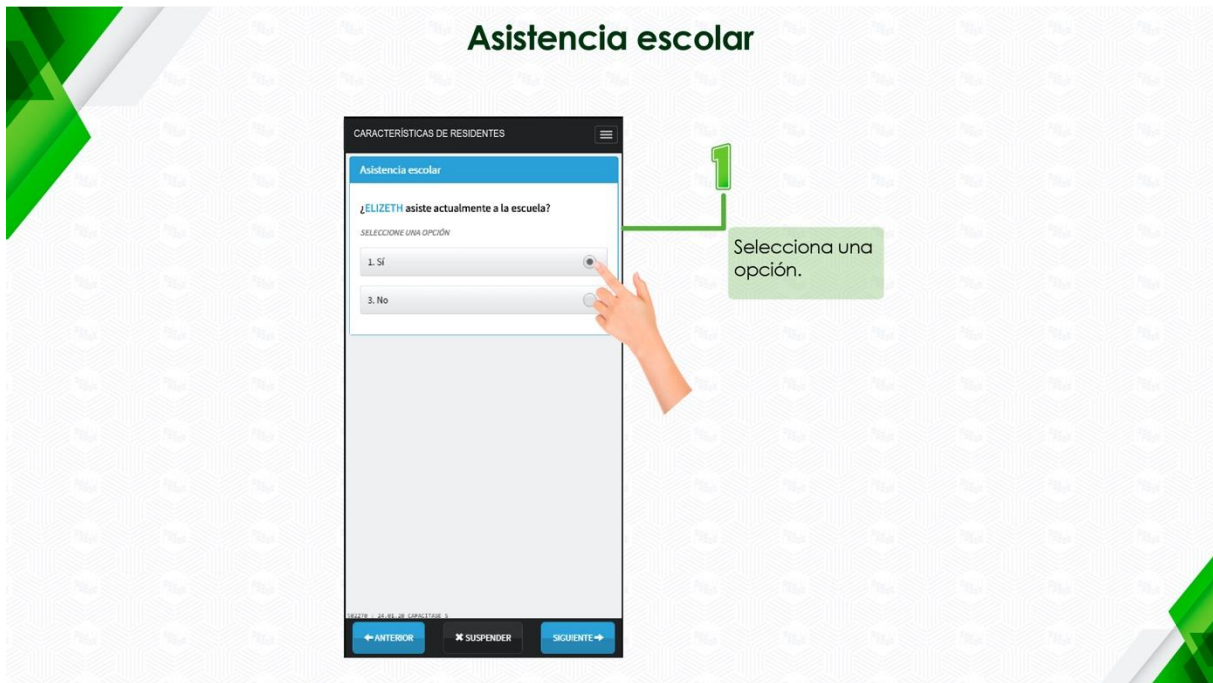 Asistencia escolar
CARACTERÍSTICAS DE RESIDENTES
Asistencia escolar
¿ELIZETH asiste actualmente a la escuela?
SELECCIONE UNA OPCIÓN
1. Sí
3. No
1
Selecciona una
opción.
ANTERIOR
SUSPENDER
SIGUIENTE